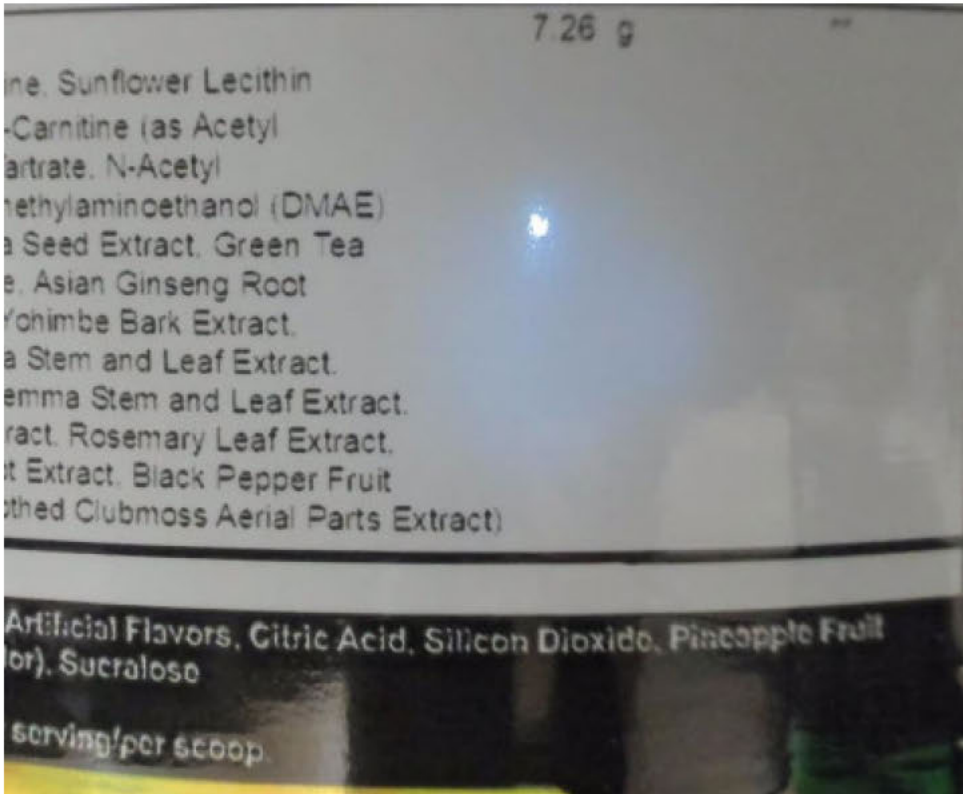 7.26 g **
ine, Sunflower Lecithin
-Carnitine (as Acetyl
artrate, N-Acetyl
nethylaminoethanol (DMAE)
a Seed Extract, Green Tea
e, Asian Ginseng Root
Yohimbe Bark Extract,
a Stem and Leaf Extract,
emma Stem and Leaf Extract,
ract, Rosemary Leaf Extract,
t Extract, Black Pepper Fruit
othed Clubmoss Aerial Parts Extract)
Artificial Flavors, Citric Acid, Silicon Dioxide, Pineapple Fruit
lor), Sucralose
serving/per scoop.